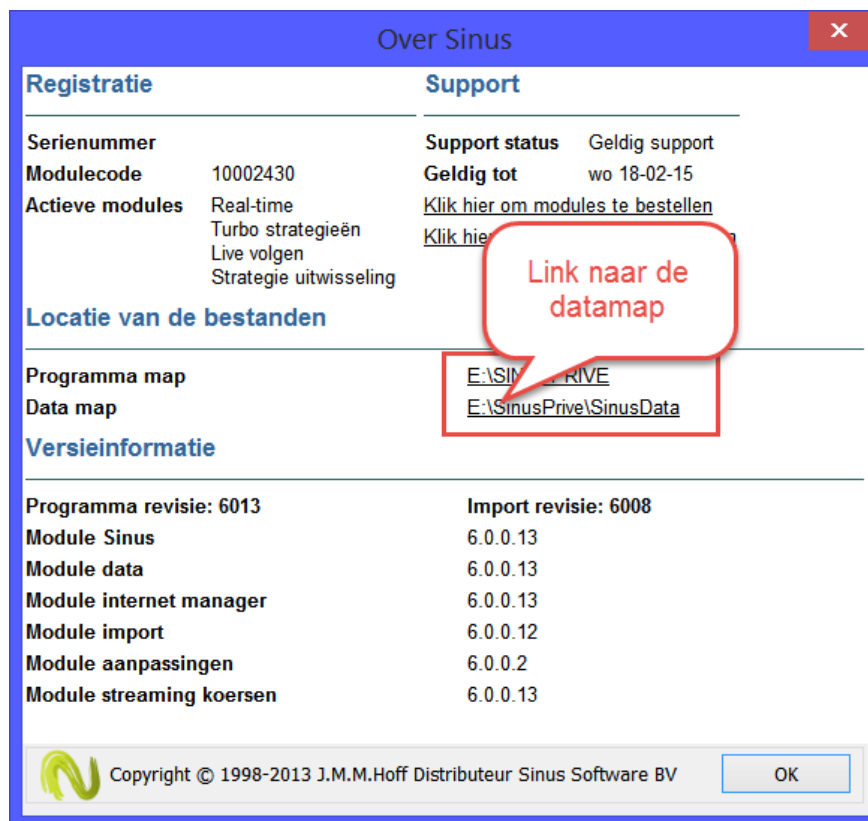 Over Sinus
Registratie
Serienummer
Modulecode 10002430
Actieve modules Real-time
Turbo strategieën
Live volgen
Strategie uitwisseling
Support
Support status Geldig support
Geldig tot wo 18-02-15
Klik hier om modules te bestellen
Klik hie
Link naar de
datamap
Locatie van de bestanden
Programma map
Data map E:\SinusPrive\SinusData
Versieinformatie
Programma revisie: 6013 Import revisie: 6008
Module Sinus 6.0.0.13
Module data 6.0.0.13
Module internet manager 6.0.0.13
Module import 6.0.0.12
Module aanpassingen 6.0.0.2
Module streaming koersen 6.0.0.13
Copyright © 1998-2013 J.M.M.Hoff Distributeur Sinus Software BV
OK